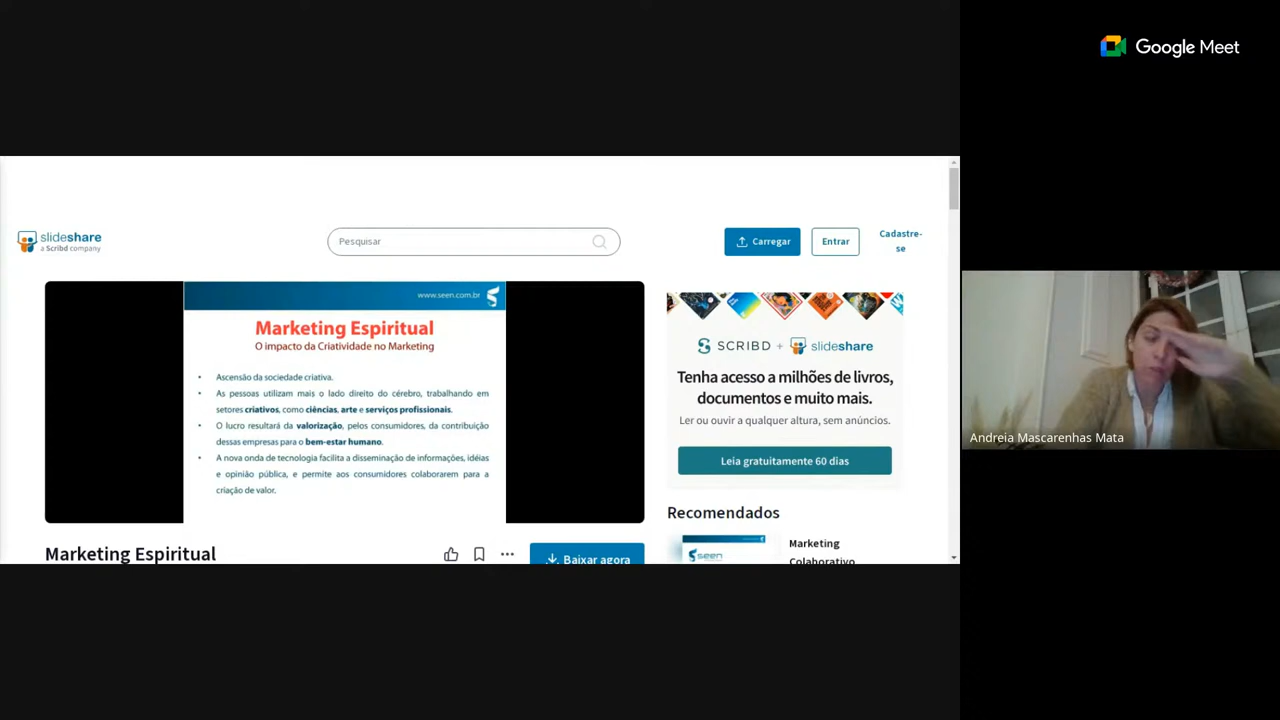 Google Meet
slideshare
a Scribd company
Pesquisar
Carregar
Entrar
Cadastre-
se
www.seen.com.br
Marketing Espiritual
O impacto da Criatividade no Marketing
• Ascensão da sociedade criativa.
• As pessoas utilizam mais o lado direito do cérebro, trabalhando em
setores criativos, como ciências, arte e serviços profissionais.
• O lucro resultará da valorização, pelos consumidores, da contribuição
dessas empresas para o bem-estar humano.
• A nova onda de tecnologia facilita a disseminação de informações, idéias
e opinião pública, e permite aos consumidores colaborarem para a
criação de valor.
Marketing Espiritual
Baixar agora
SCRIBD + slideshare
Tenha acesso a milhões de livros,
documentos e muito mais.
Ler ou ouvir a qualquer altura, sem anúncios.
Leia gratuitamente 60 dias
Recomendados
seen
Marketing
Colaborativo
Andreia Mascarenhas Mata